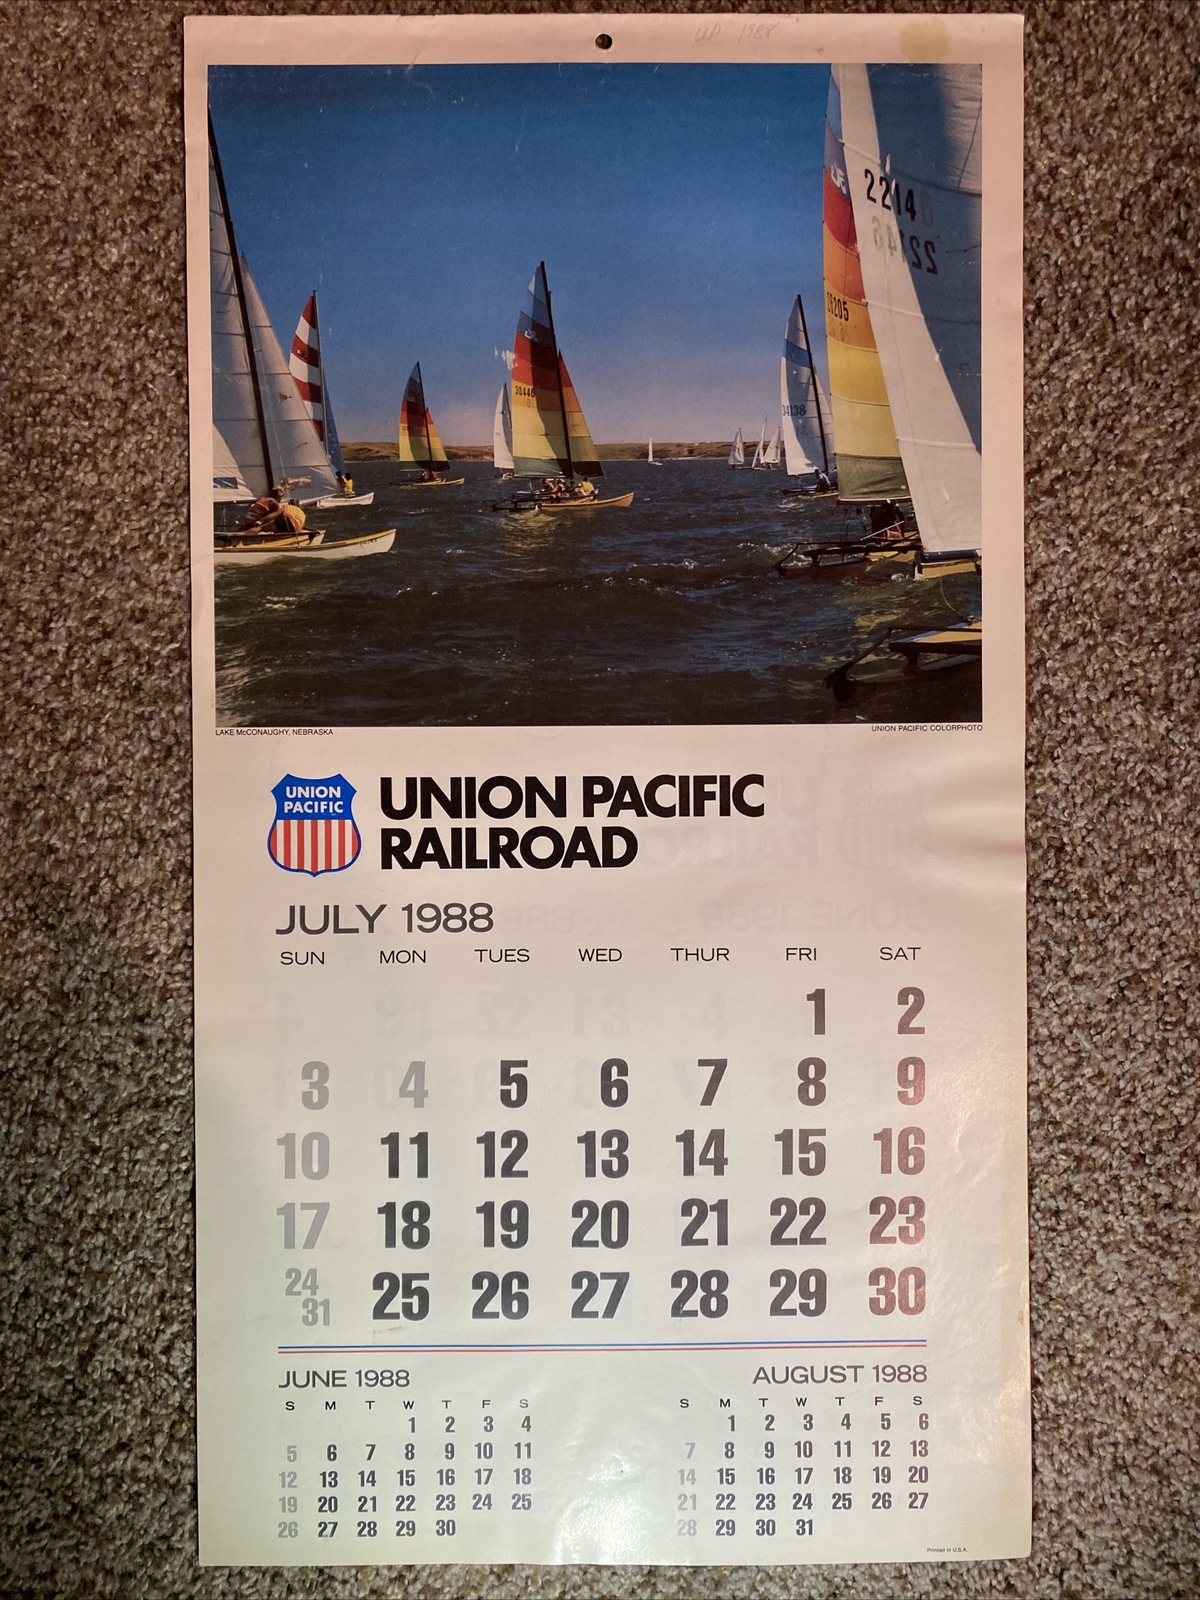 UP 1988
2214
22146
26205
30446
34138
LAKE McCONAUGHY, NEBRASKA
UNION PACIFIC COLORPHOTO
UNION
PACIFIC
UNION PACIFIC
RAILROAD
JULY 1988
SUN MON TUES WED THUR FRI SAT
1 2
3 4 5 6 7 8 9
10 11 12 13 14 15 16
17 18 19 20 21 22 23
24 25 26 27 28 29 30
31
JUNE 1988
S M T W T F S
1 2 3 4
5 6 7 8 9 10 11
12 13 14 15 16 17 18
19 20 21 22 23 24 25
26 27 28 29 30
AUGUST 1988
S M T W T F S
1 2 3 4 5 6
7 8 9 10 11 12 13
14 15 16 17 18 19 20
21 22 23 24 25 26 27
28 29 30 31
Printed in U.S.A.